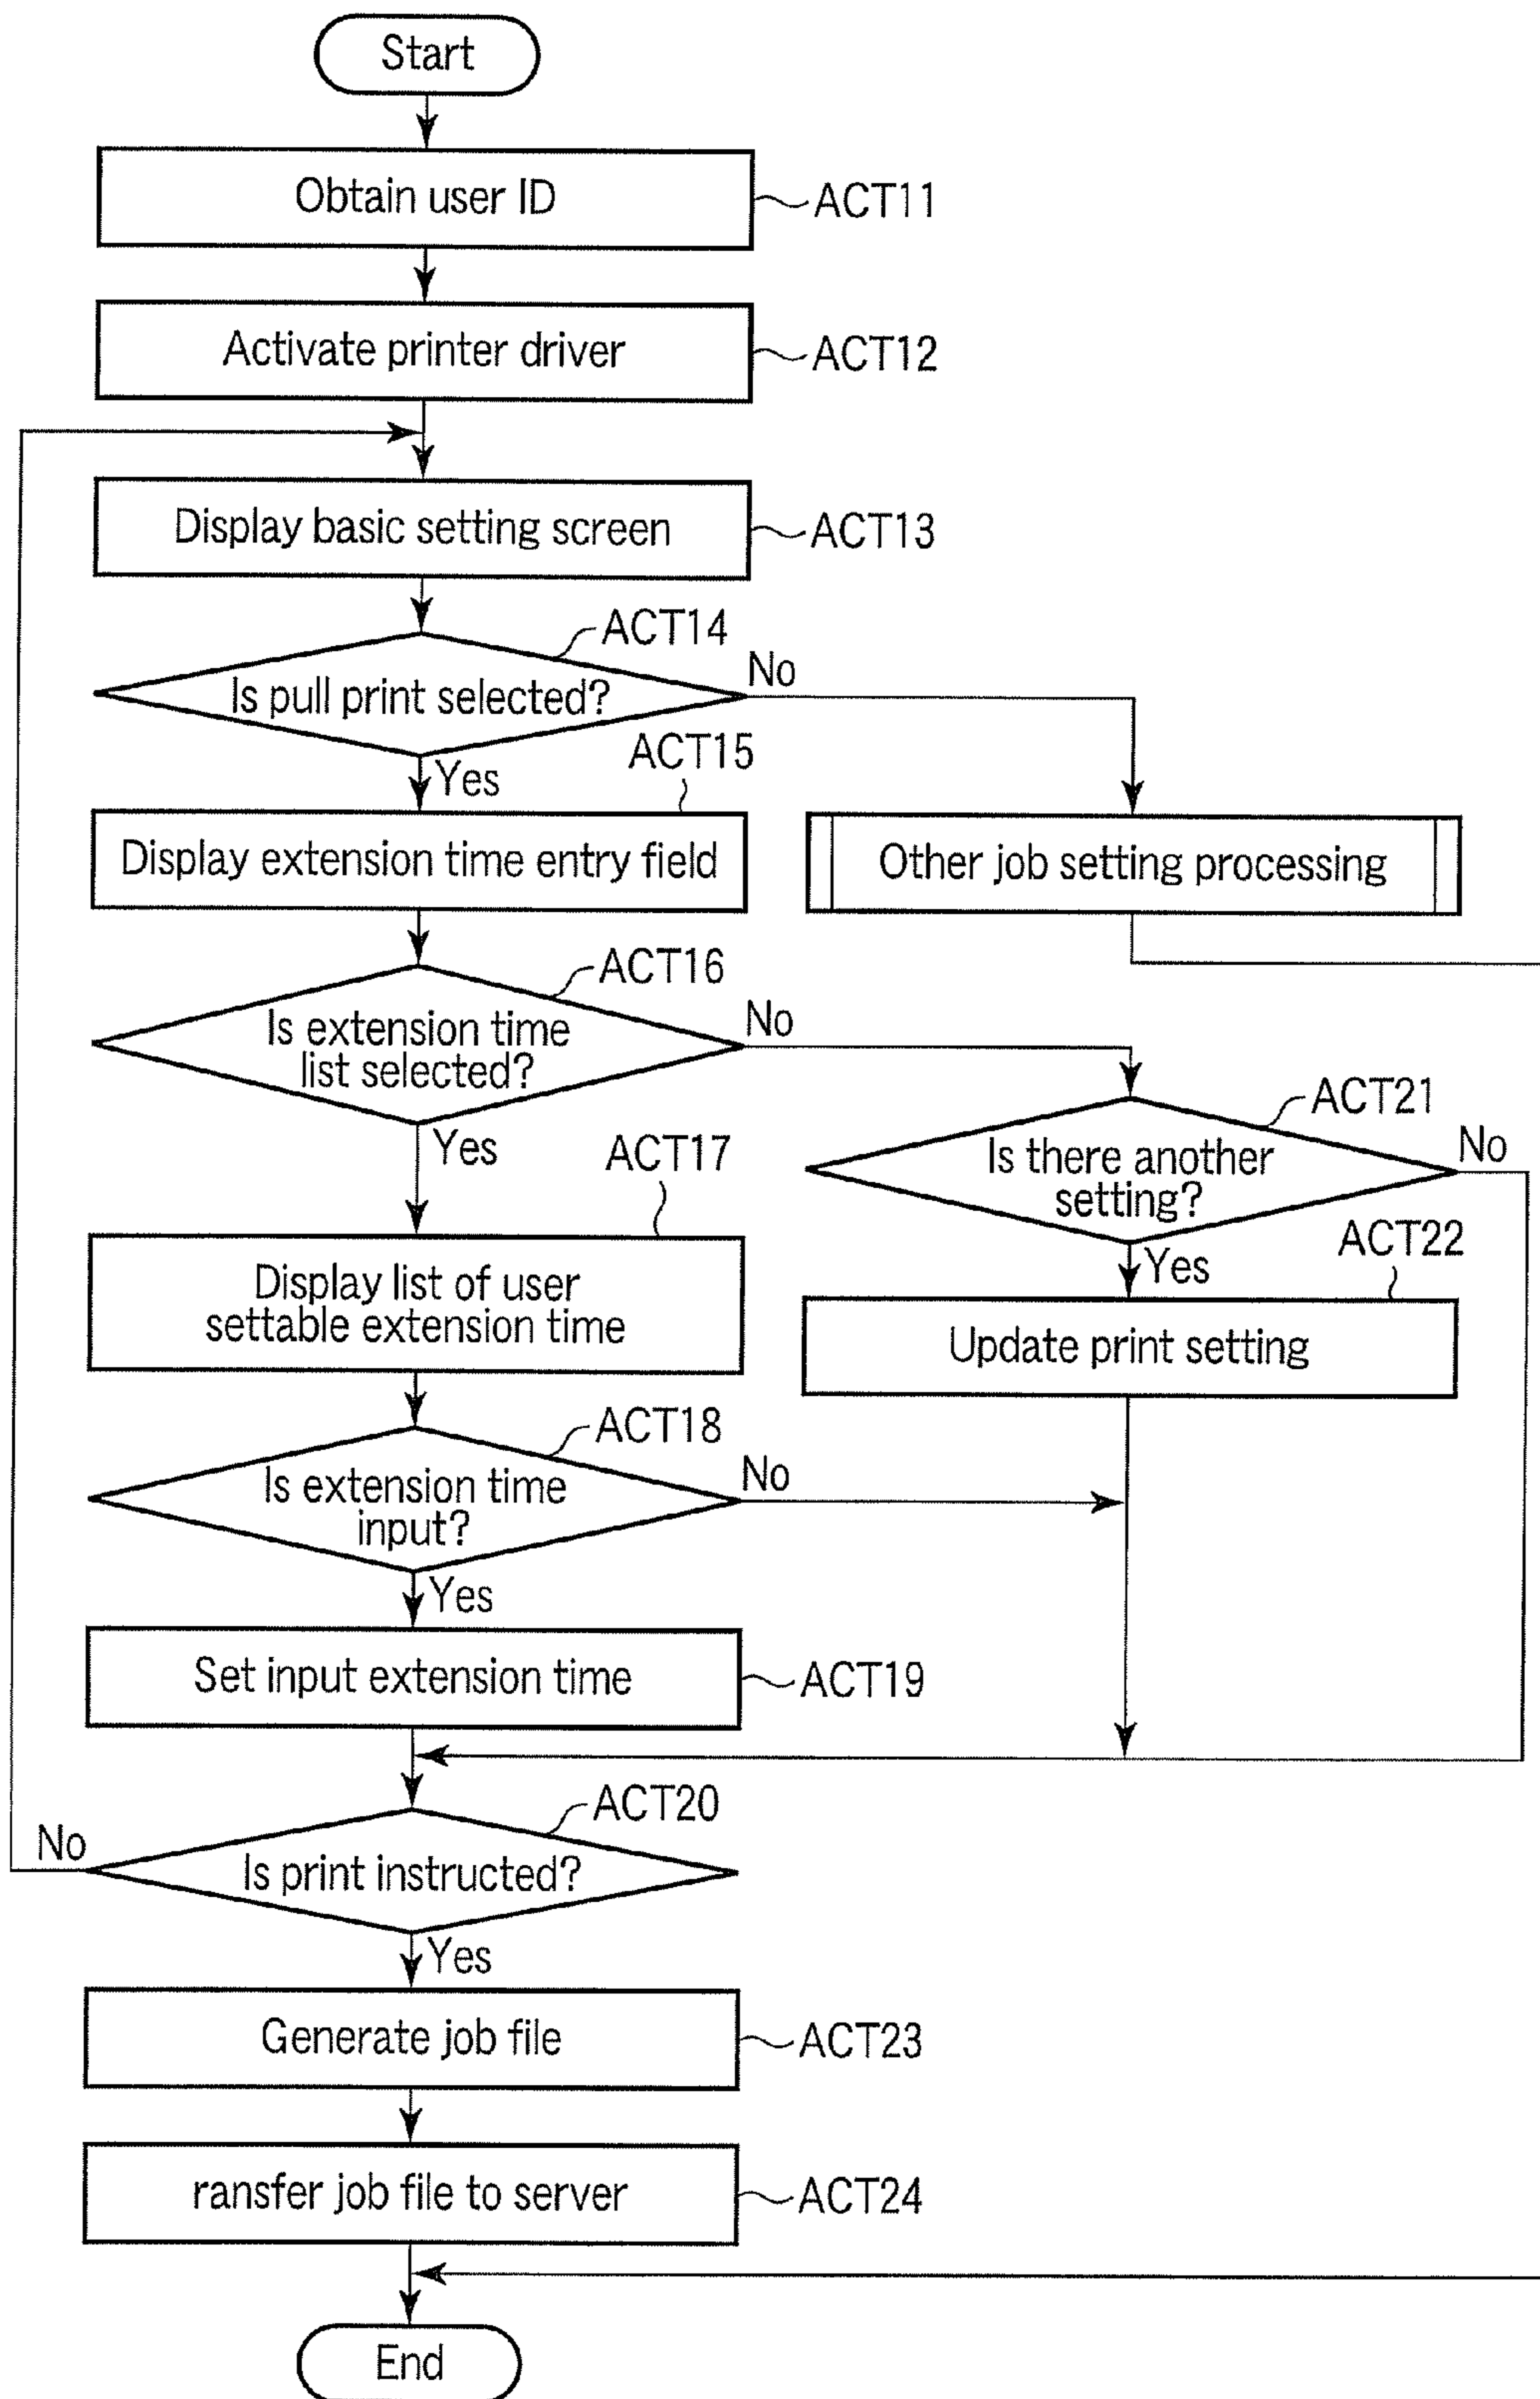 Start
Obtain user ID
ACT11
Activate printer driver
ACT12
Display basic setting screen
ACT13
ACT14
Is pull print selected?
No
Yes
ACT15
Display extension time entry field
Other job setting processing
ACT16
Is extension time
list selected?
No
Yes
ACT21
Is there another
setting?
No
Yes
ACT17
Display list of user
settable extension time
ACT22
Update print setting
ACT18
Is extension time
input?
No
Yes
Set input extension time
ACT19
ACT20
Is print instructed?
No
Yes
Generate job file
ACT23
ransfer job file to server
ACT24
End